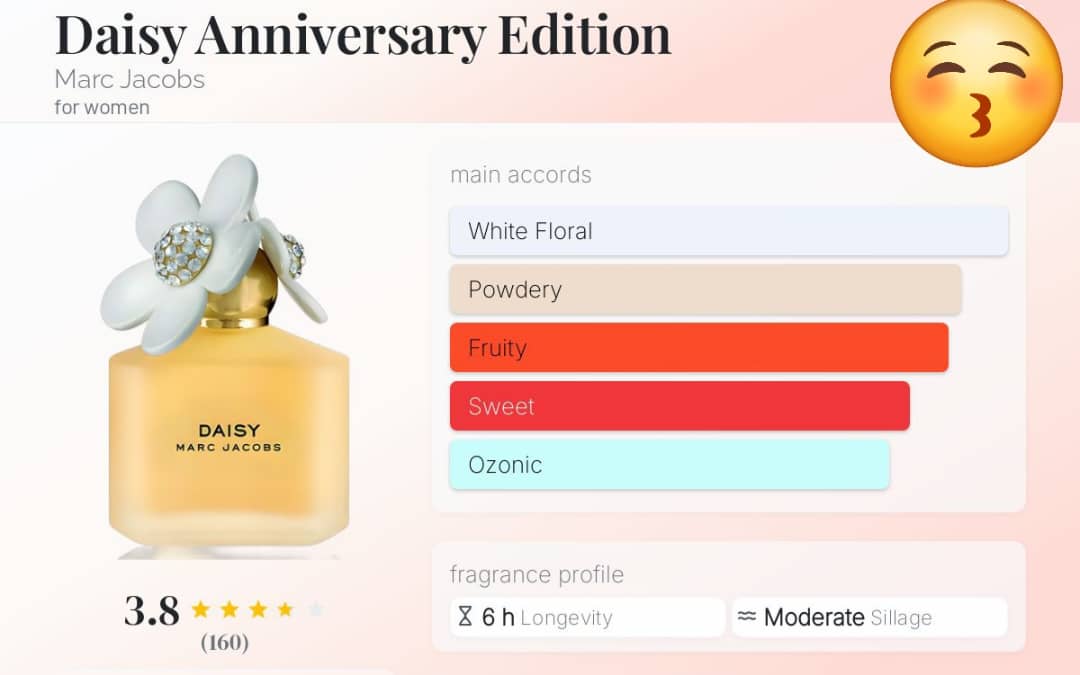 Daisy Anniversary Edition
Marc Jacobs
for women
main accords
White Floral
Powdery
Fruity
Sweet
Ozonic
DAISY
MARC JACOBS
fragrance profile
6 h Longevity
Moderate Sillage
3.8
(160)